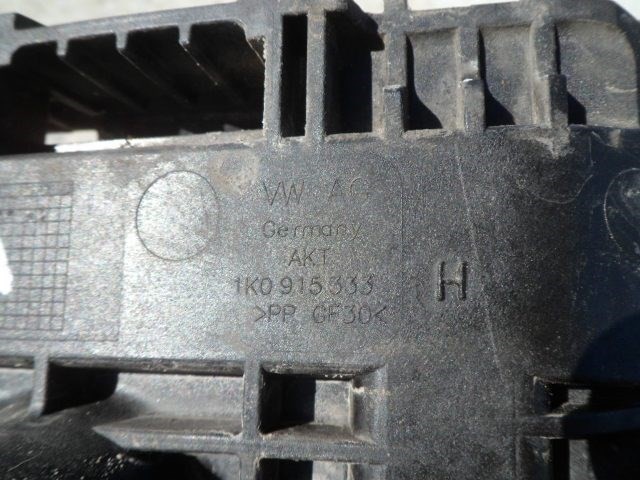 VW AG
Germany
AKT
1K0 915 333 H
>PP GF30<